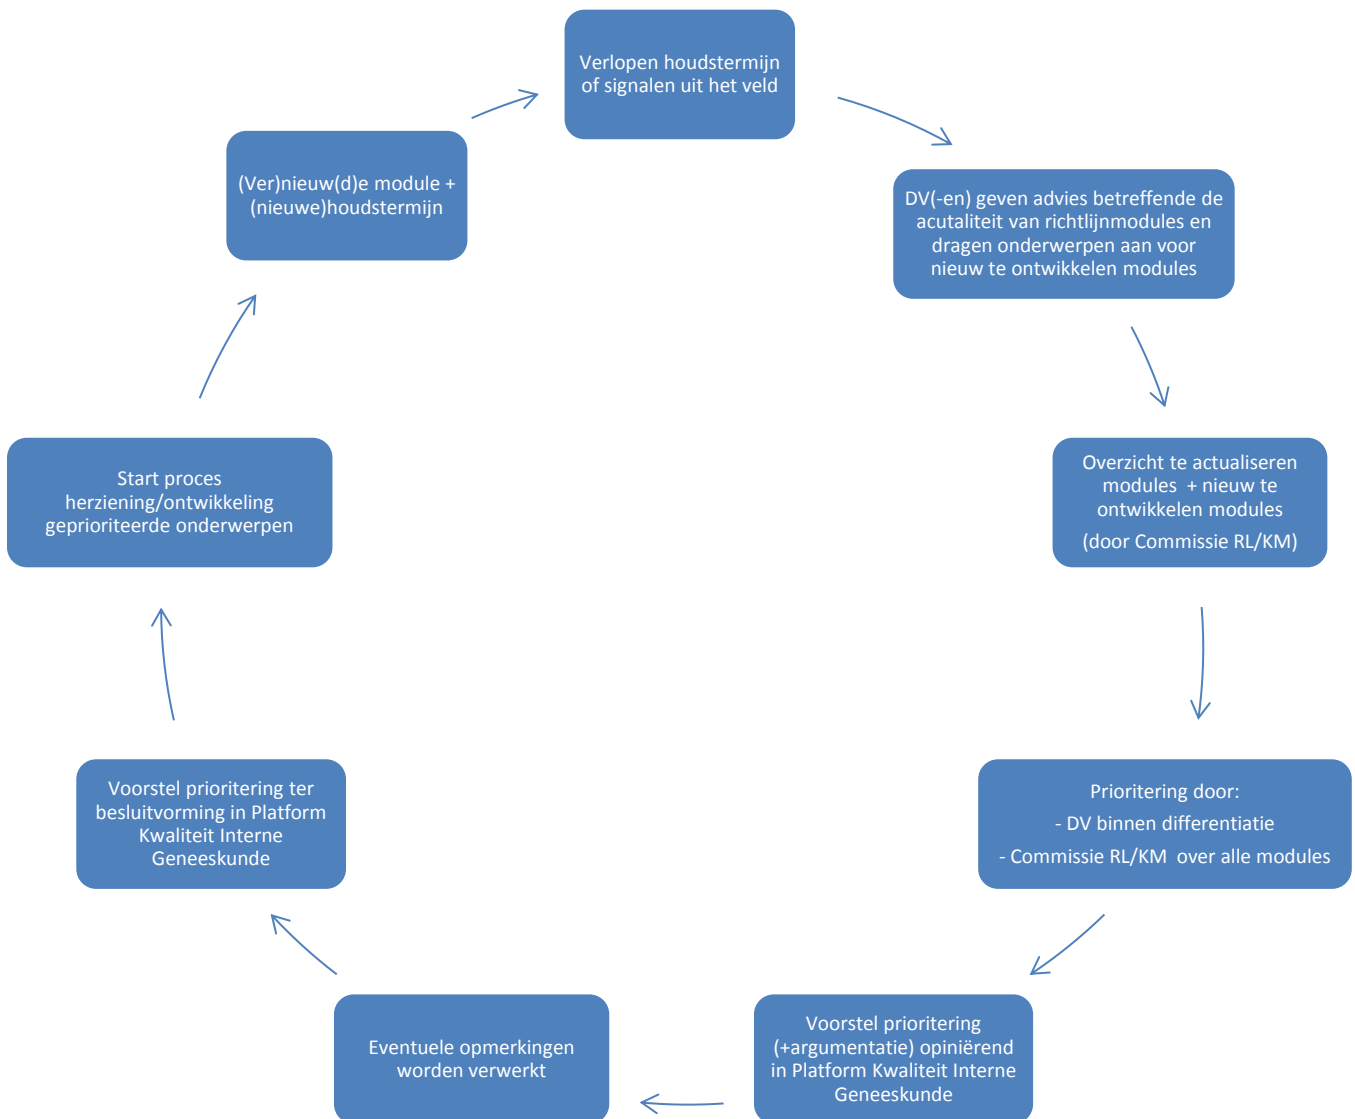 Verlopen houdstermijn
of signalen uit het veld
DV(-en) geven advies betreffende de
acutaliteit van richtlijnmodules en
dragen onderwerpen aan voor
nieuw te ontwikkelen modules
Overzicht te actualiseren
modules + nieuw te
ontwikkelen modules
(door Commissie RL/KM)
Prioritering door:
- DV binnen differentiatie
- Commissie RL/KM over alle modules
Voorstel prioritering
(+argumentatie) opiniërend
in Platform Kwaliteit Interne
Geneeskunde
Eventuele opmerkingen
worden verwerkt
Voorstel prioritering ter
besluitvorming in Platform
Kwaliteit Interne
Geneeskunde
Start proces
herziening/ontwikkeling
geprioriteerde onderwerpen
(Ver)nieuw(d)e module +
(nieuwe)houdstermijn